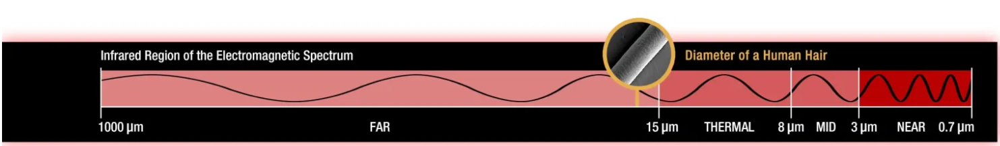 Infrared Region of the Electromagnetic Spectrum
Diameter of a Human Hair
1000 µm FAR 15 µm THERMAL 8 µm MID 3 µm NEAR 0.7 µm